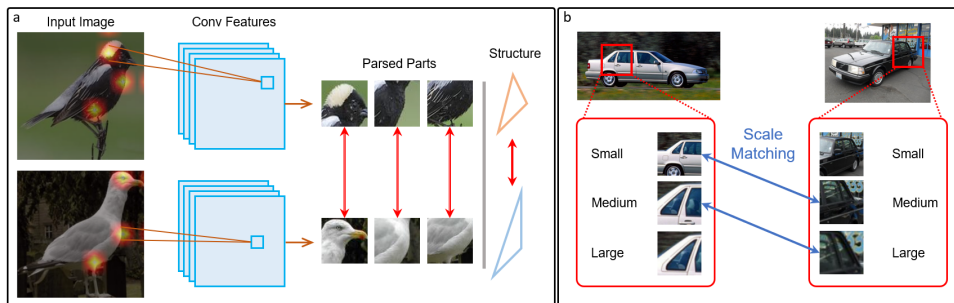 a
Input Image
Conv Features
Parsed Parts
Structure
b
Scale
Matching
Small
Medium
Large
Small
Medium
Large